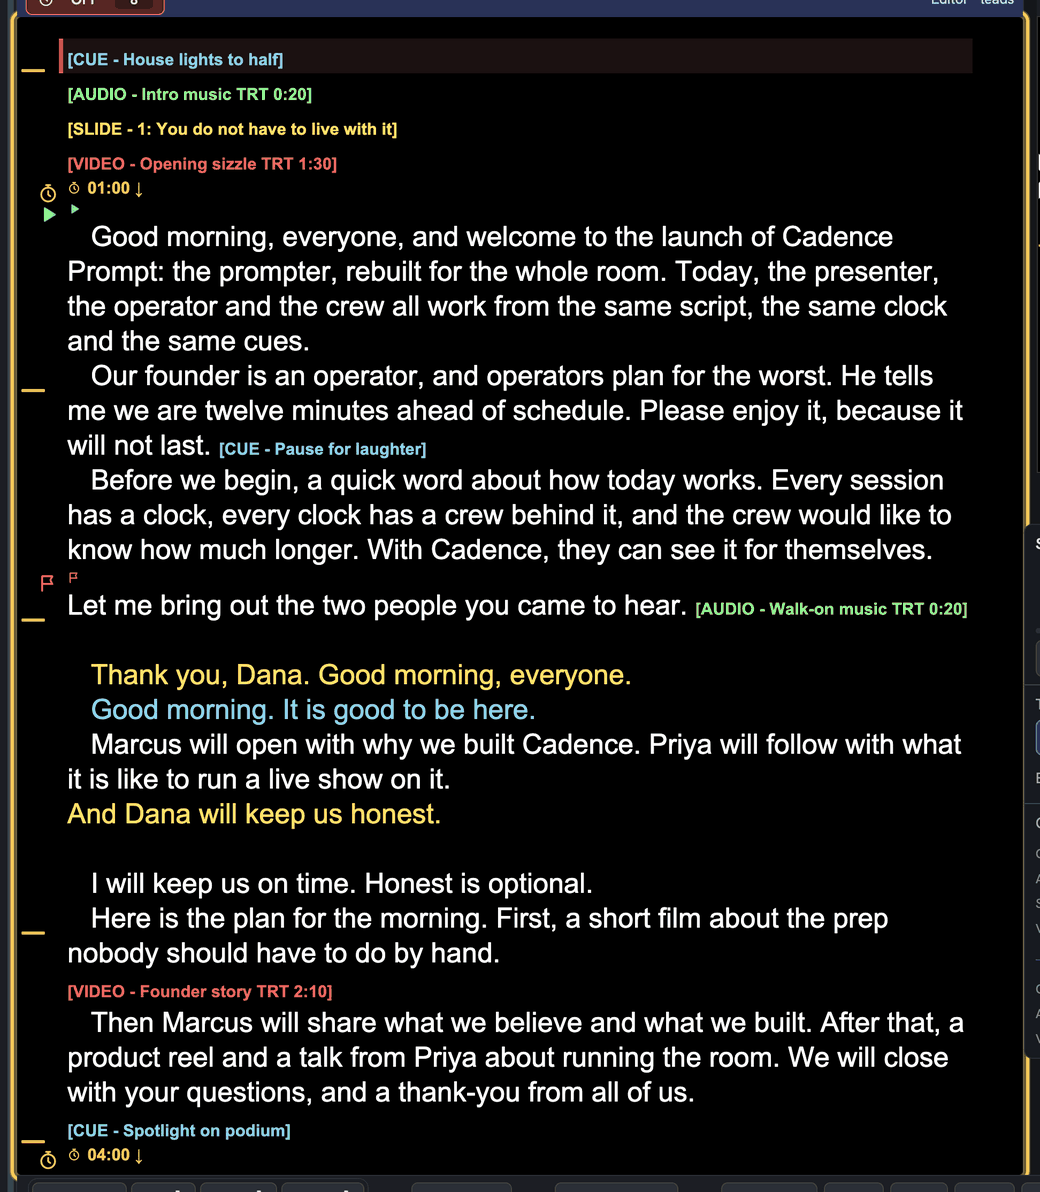 OFF 8
Editor leads
[CUE - House lights to half]
[AUDIO - Intro music TRT 0:20]
[SLIDE - 1: You do not have to live with it]
[VIDEO - Opening sizzle TRT 1:30]
01:00 ↓
Good morning, everyone, and welcome to the launch of Cadence
Prompt: the prompter, rebuilt for the whole room. Today, the presenter,
the operator and the crew all work from the same script, the same clock
and the same cues.
Our founder is an operator, and operators plan for the worst. He tells
me we are twelve minutes ahead of schedule. Please enjoy it, because it
will not last. [CUE - Pause for laughter]
Before we begin, a quick word about how today works. Every session
has a clock, every clock has a crew behind it, and the crew would like to
know how much longer. With Cadence, they can see it for themselves.
Let me bring out the two people you came to hear. [AUDIO - Walk-on music TRT 0:20]
Thank you, Dana. Good morning, everyone.
Good morning. It is good to be here.
Marcus will open with why we built Cadence. Priya will follow with what
it is like to run a live show on it.
And Dana will keep us honest.
I will keep us on time. Honest is optional.
Here is the plan for the morning. First, a short film about the prep
nobody should have to do by hand.
[VIDEO - Founder story TRT 2:10]
Then Marcus will share what we believe and what we built. After that, a
product reel and a talk from Priya about running the room. We will close
with your questions, and a thank-you from all of us.
[CUE - Spotlight on podium]
04:00 ↓